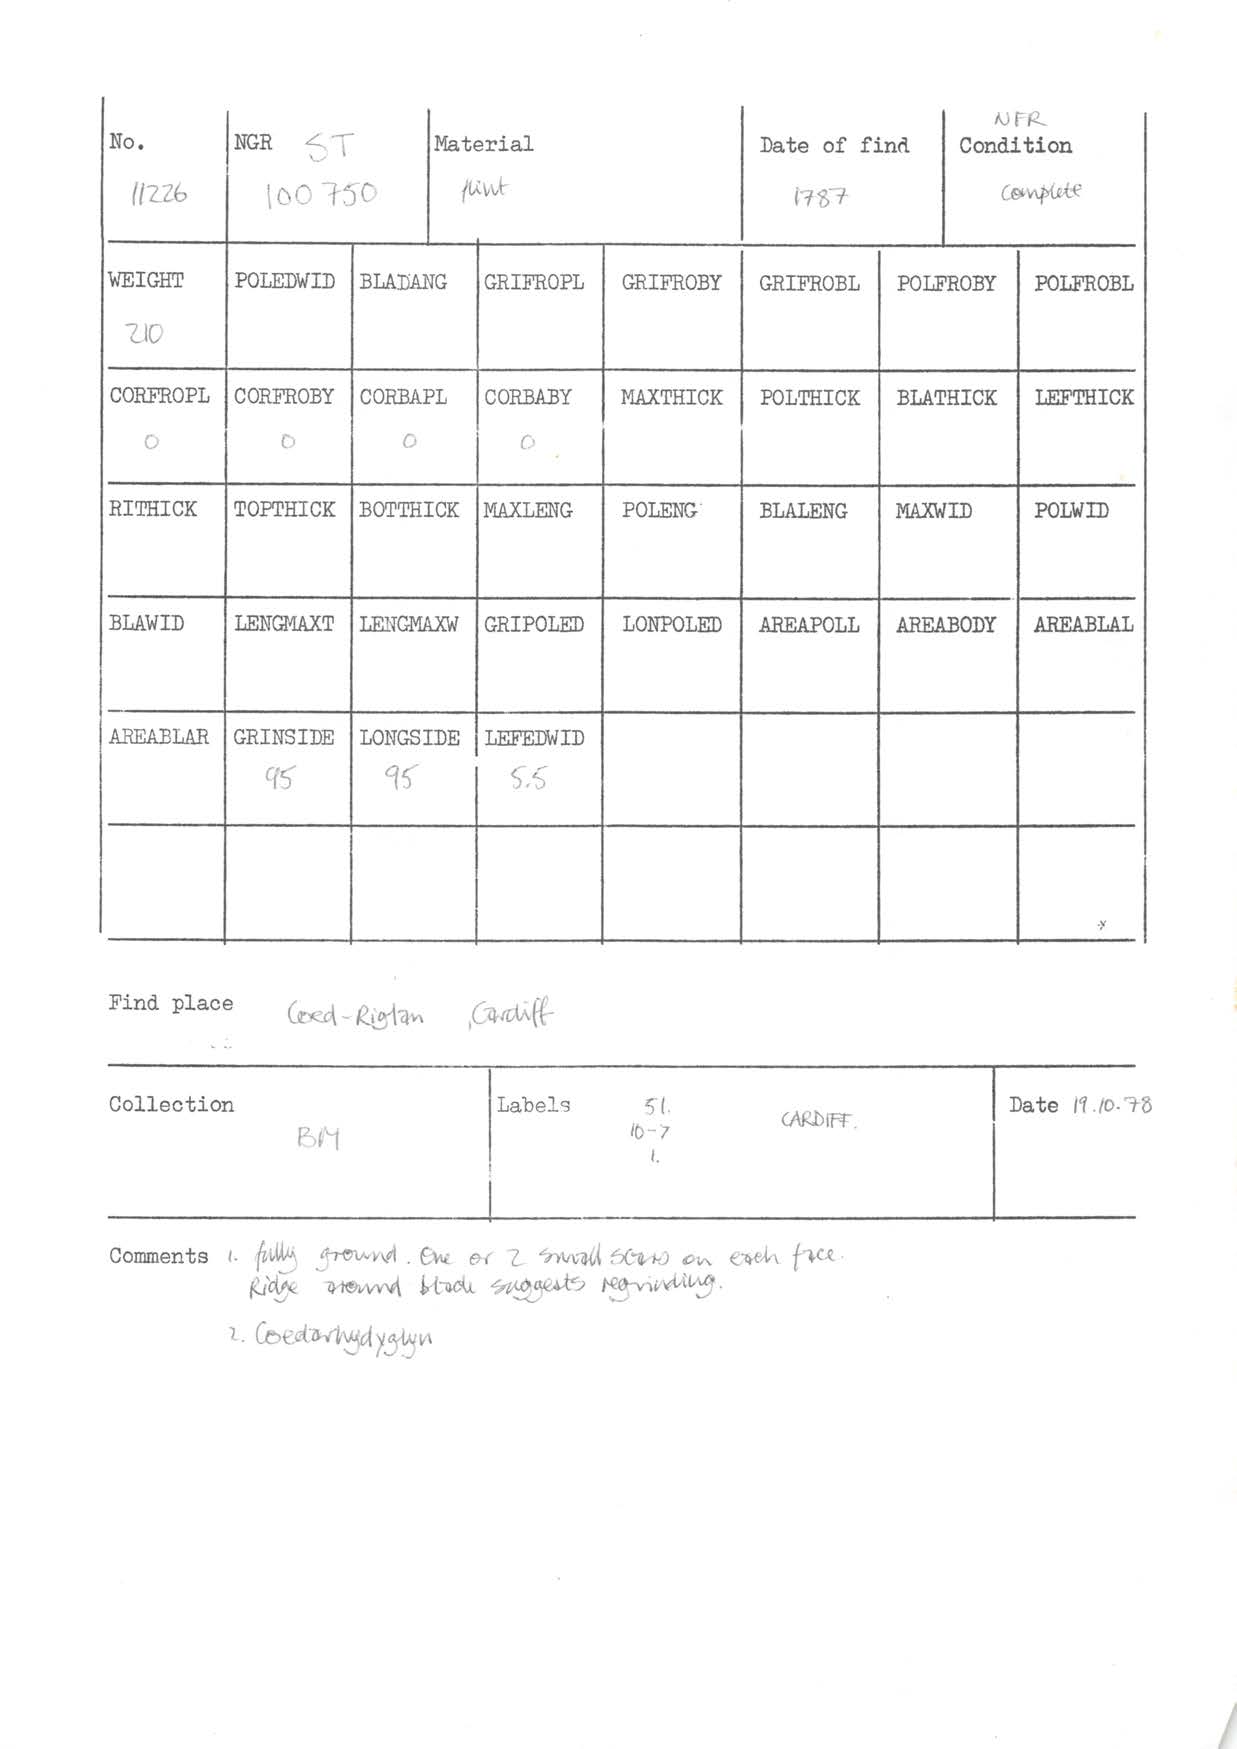 NFR
No. NGR ST Material Date of find Condition
11226 100 750 flint 1787 complete
WEIGHT POLEDWID BLADANG GRIFROPL GRIFROBY GRIFROBL POLFROBY POLFROBL
210
CORFROPL CORFROBY CORBAPL CORBABY MAXTHICK POLTHICK BLATHICK LEFTHICK
0 0 0 0
RITHICK TOPTHICK BOTTHICK MAXLENG POLENG BLALENG MAXWID POLWID
BLAWID LENGMAXT LENGMAXW GRIPOLED LONPOLED AREAPOLL AREABODY AREABLAL
AREABLAR GRINSIDE LONGSIDE LEFEDWID
95 95 5.5
Find place Coed-Riglan, Cardiff
Collection BM
Labels 51. CARDIFF.
10-7
1.
Date 19.10.78
Comments 1. fully ground. One or 2 small scars on each face.
Ridge around blade suggests regrinding.
2. Coedarhydyglyn